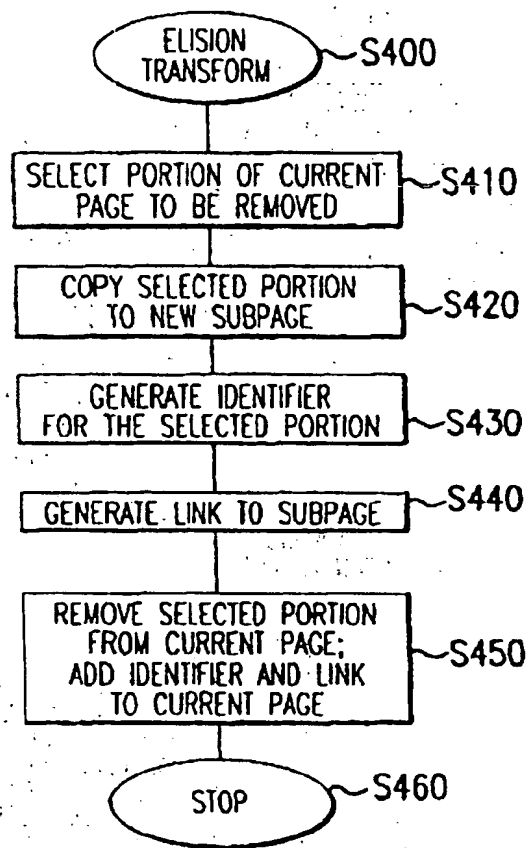 ELISION
TRANSFORM
S400
SELECT PORTION OF CURRENT
PAGE TO BE REMOVED
S410
COPY SELECTED PORTION
TO NEW SUBPAGE
S420
GENERATE IDENTIFIER
FOR THE SELECTED PORTION
S430
GENERATE LINK TO SUBPAGE
S440
REMOVE SELECTED PORTION
FROM CURRENT PAGE;
ADD IDENTIFIER AND LINK
TO CURRENT PAGE
S450
STOP
S460